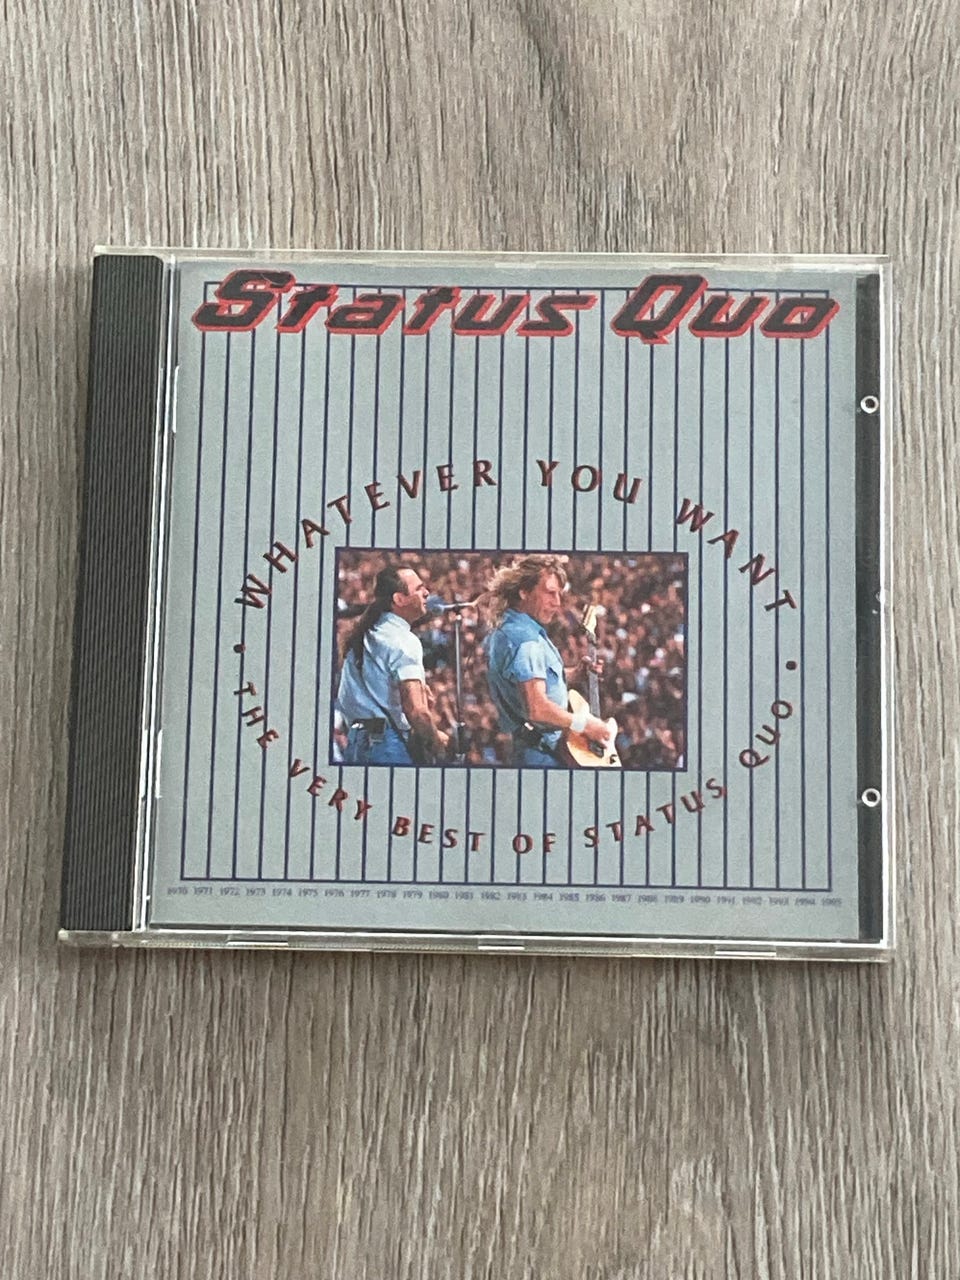 Status Quo
• WHATEVER YOU WANT •
THE VERY BEST OF STATUS QUO
1970 1971 1972 1973 1974 1975 1976 1977 1978 1979 1980 1981 1982 1983 1984 1985 1986 1987 1988 1989 1990 1991 1992 1993 1994 1995